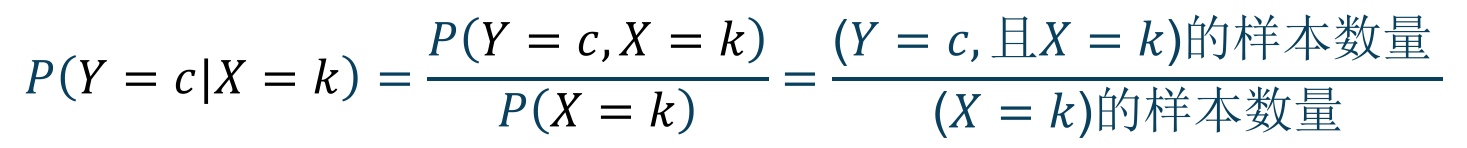 P(Y = c|X = k) = P(Y = c, X = k) / P(X = k) = (Y = c, 且X = k)的样本数量 / (X = k)的样本数量